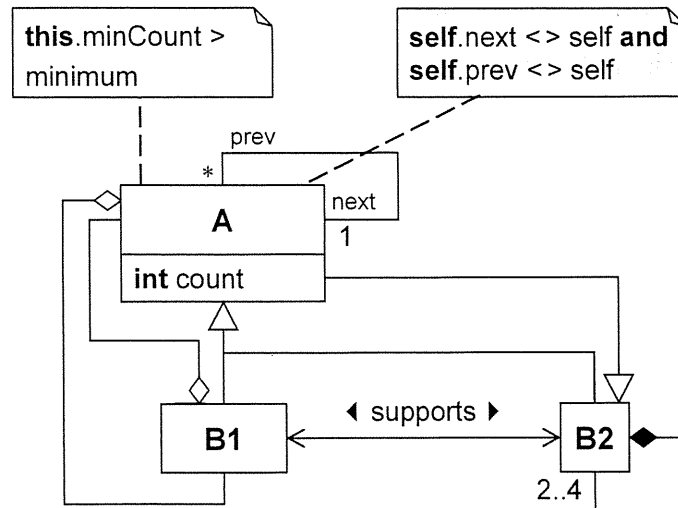 this.minCount >
minimum
self.next <> self and
self.prev <> self
prev
*
next
A
1
int count
◀ supports ▶
B1
B2
2..4